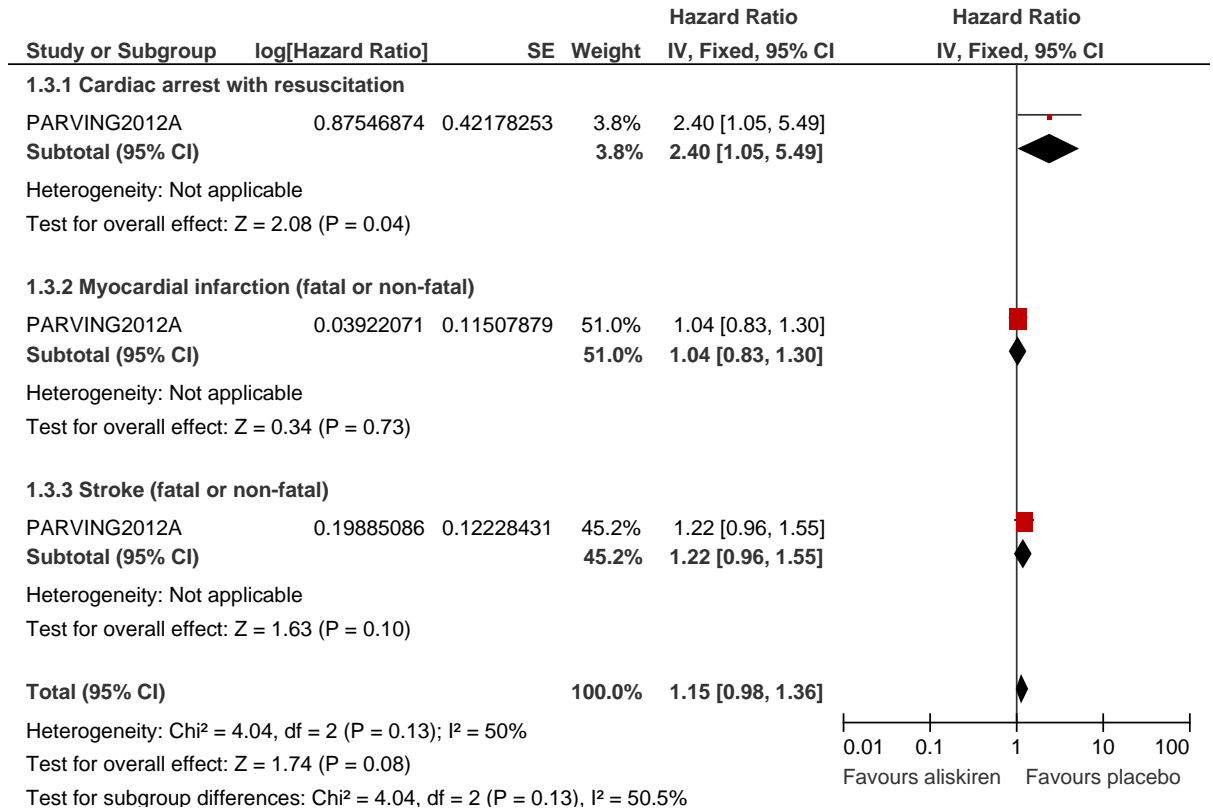 Hazard Ratio Hazard Ratio
Study or Subgroup log[Hazard Ratio] SE Weight IV, Fixed, 95% CI IV, Fixed, 95% CI
1.3.1 Cardiac arrest with resuscitation
PARVING2012A 0.87546874 0.42178253 3.8% 2.40 [1.05, 5.49]
Subtotal (95% CI) 3.8% 2.40 [1.05, 5.49]
Heterogeneity: Not applicable
Test for overall effect: Z = 2.08 (P = 0.04)
1.3.2 Myocardial infarction (fatal or non-fatal)
PARVING2012A 0.03922071 0.11507879 51.0% 1.04 [0.83, 1.30]
Subtotal (95% CI) 51.0% 1.04 [0.83, 1.30]
Heterogeneity: Not applicable
Test for overall effect: Z = 0.34 (P = 0.73)
1.3.3 Stroke (fatal or non-fatal)
PARVING2012A 0.19885086 0.12228431 45.2% 1.22 [0.96, 1.55]
Subtotal (95% CI) 45.2% 1.22 [0.96, 1.55]
Heterogeneity: Not applicable
Test for overall effect: Z = 1.63 (P = 0.10)
Total (95% CI) 100.0% 1.15 [0.98, 1.36]
Heterogeneity: Chi² = 4.04, df = 2 (P = 0.13); I² = 50%
Test for overall effect: Z = 1.74 (P = 0.08)
Test for subgroup differences: Chi² = 4.04, df = 2 (P = 0.13), I² = 50.5%
0.01 0.1 1 10 100
Favours aliskiren Favours placebo